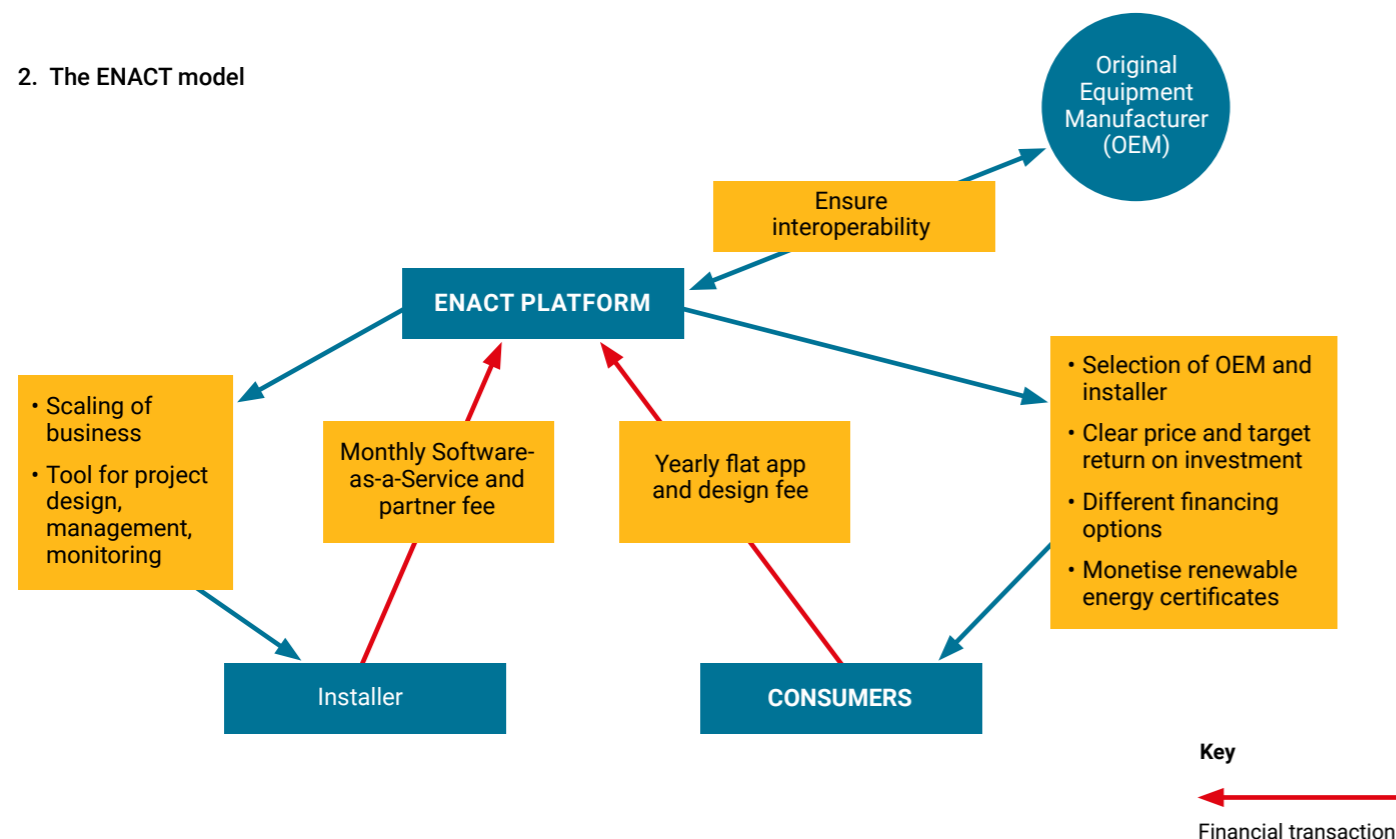 2. The ENACT model
Original
Equipment
Manufacturer
(OEM)
Ensure
interoperability
ENACT PLATFORM
• Scaling of
business
• Tool for project
design,
management,
monitoring
Monthly Software-
as-a-Service and
partner fee
Yearly flat app
and design fee
• Selection of OEM and
installer
• Clear price and target
return on investment
• Different financing
options
• Monetise renewable
energy certificates
Installer
CONSUMERS
Key
Financial transaction